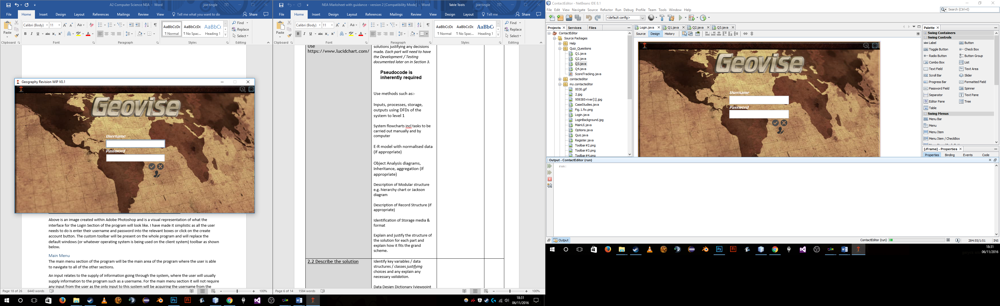 A2 Computer Science NEA - Word
joe tingle
File Home Insert Design Layout References Mailings Review View Tell me what you want to do Share
Calibri (Body) 11
Paste
AaBbCcDc AaBbCcDc AaBbCc
¶ Normal ¶ No Spac... Heading 1
Find
Replace
Select
Clipboard Font Paragraph Styles Editing
Geography Revision WIP V0.1
Geovise
Username
Password
Above is an image created within Adobe Photoshop and is a visual representation of what the
interface for the Login Section of the program will look like. I have made it simplistic as all the user
needs to do is enter their username and password into the relevant boxes or click on the create
account button. The custom toolbar will be present on the whole program and will replace the
default windows (or whatever operating system is being used on the client system) toolbar as shown
below.
Main Menu
The main menu section of the program will be the main area of the program where the user is able
to navigate to all of the other sections.
An input relates to the supply of information going through the system, where the user will usually
supply information to the program such as a username. For the main menu section it will not require
any input from the user as the only input to this system will be acquiring the username from the
Page 18 of 26 6440 words 100%
NEA Marksheet with guidance - version 2 [Compatibility Mode] - Word
Table Tools
joe tingle
File Home Insert Design Layout References Mailings Review View Design Layout Tell me Share
Calibri (Body) 11
Paste
AaBbCcDc AaBbCcDc AaBbC
¶ Normal ¶ No Spac... Heading 1
Find
Replace
Select
Clipboard Font Paragraph Styles Editing
Use
https://www.lucidchart.com/
solutions justifying any decisions
made. Each part will need to have
the Development / Testing
documented later on in Section 3.
Pseudocode is
inherently required
Use methods such as:-
Inputs, processes, storage,
outputs using DFDs of the
system to level 1
System flowcharts incl tasks to be
carried out manually and by
computer
E-R model with normalised data
(if appropriate)
Object Analysis diagrams,
inheritance, aggregation (if
appropriate)
Description of Modular structure
e.g. hierarchy chart or Jackson
diagram
Description of Record Structure (if
appropriate)
Identification of Storage media &
format
Explain and justify the structure of
the solution for each part and
explain how it fits the grand
scheme.
2.2 Describe the solution
Identify key variables / data
structures / classes justifying
choices and any explain any
necessary validation.
Data Design Dictionary (viewpoint
Page 6 of 14 1584 words 100%
18:31
06/11/2016
ContactEditor - NetBeans IDE 8.1
File Edit View Navigate Source Refactor Run Debug Profile Team Tools Window Help
Search (Ctrl+I)
<default config>
Projects Services Files
ContactEditor
Source Packages
Help
Quiz_Questions
Q1.java
Q2.java
Q3.java
Q4.java
ScoreTracking.java
contacteditor
my.contacteditor
0030.gif
2.jpg
959385-river[1].jpg
CaseStudies.java
Fig.1.fw.png
Login.java
LoginBackground.jpg
MainUI.java
Options.java
Quiz.java
Register.java
Toolbar#2.png
Toolbar#3.png
Toolbar#4.png
Login.java Q1.java Q2.java Q3.java
Source Design History
Geovise
Username
Password
Palette
Swing Containers
Swing Controls
Label Button
Toggle Button Check Box
Radio Button Button Group
Combo Box List
Text Field Text Area
Scroll Bar Slider
Progress Bar Formatted Field
Password Field Spinner
Separator Text Pane
Editor Pane Tree
Table
Swing Menus
Menu Bar
Menu
Menu Item
Menu Item / CheckBox
[JFrame] - Properties
Properties Binding Events Code
Output - ContactEditor (run)
run:
Output
ContactEditor (run)
284:55/1:51 INS
18:31
06/11/2016